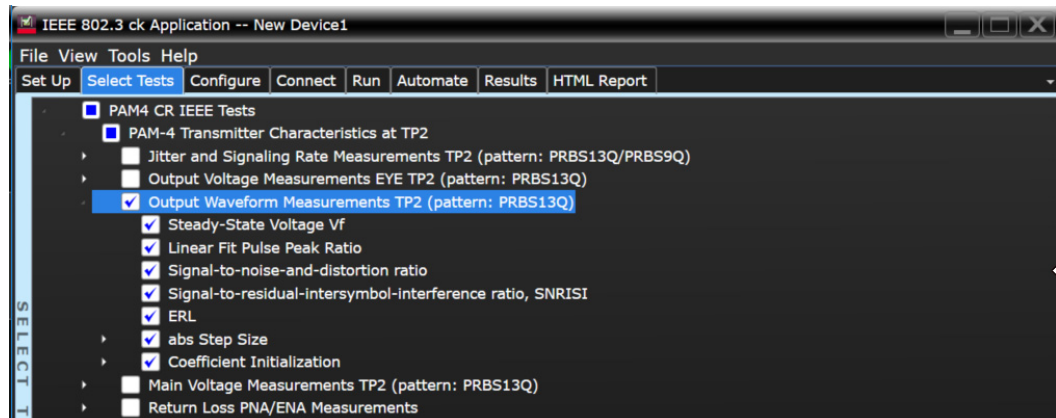 IEEE 802.3 ck Application -- New Device1
File View Tools Help
Set Up Select Tests Configure Connect Run Automate Results HTML Report
PAM4 CR IEEE Tests
PAM-4 Transmitter Characteristics at TP2
Jitter and Signaling Rate Measurements TP2 (pattern: PRBS13Q/PRBS9Q)
Output Voltage Measurements EYE TP2 (pattern: PRBS13Q)
Output Waveform Measurements TP2 (pattern: PRBS13Q)
Steady-State Voltage Vf
Linear Fit Pulse Peak Ratio
Signal-to-noise-and-distortion ratio
Signal-to-residual-intersymbol-interference ratio, SNRISI
ERL
abs Step Size
Coefficient Initialization
Main Voltage Measurements TP2 (pattern: PRBS13Q)
Return Loss PNA/ENA Measurements
SELECT T